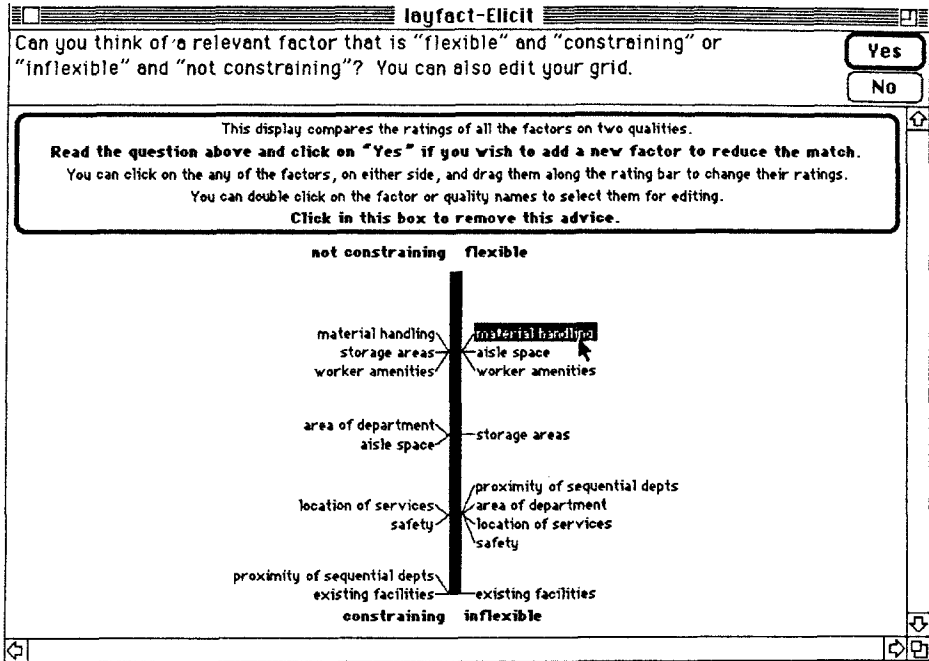 layfact-Elicit
Can you think of a relevant factor that is "flexible" and "constraining" or
"inflexible" and "not constraining"? You can also edit your grid.
Yes
No
This display compares the ratings of all the factors on two qualities.
Read the question above and click on "Yes" if you wish to add a new factor to reduce the match.
You can click on the any of the factors, on either side, and drag them along the rating bar to change their ratings.
You can double click on the factor or quality names to select them for editing.
Click in this box to remove this advice.
not constraining flexible
material handling material handling
storage areas aisle space
worker amenities worker amenities
area of department
aisle space
storage areas
proximity of sequential depts
area of department
location of services location of services
safety safety
proximity of sequential depts
existing facilities existing facilities
constraining inflexible